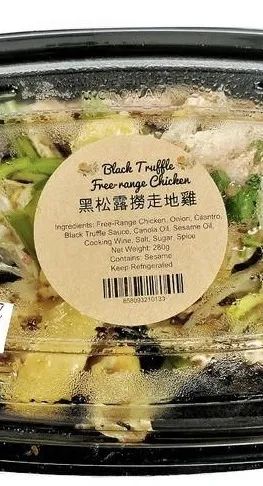 Black Truffle
Free-range Chicken
黑松露撈走地雞
Ingredients: Free-Range Chicken, Onion, Cilantro,
Black Truffle Sauce, Canola Oil, Sesame Oil,
Cooking Wine, Salt, Sugar, Spice
Net Weight: 280g
Contains: Sesame
Keep Refrigerated
858093210133